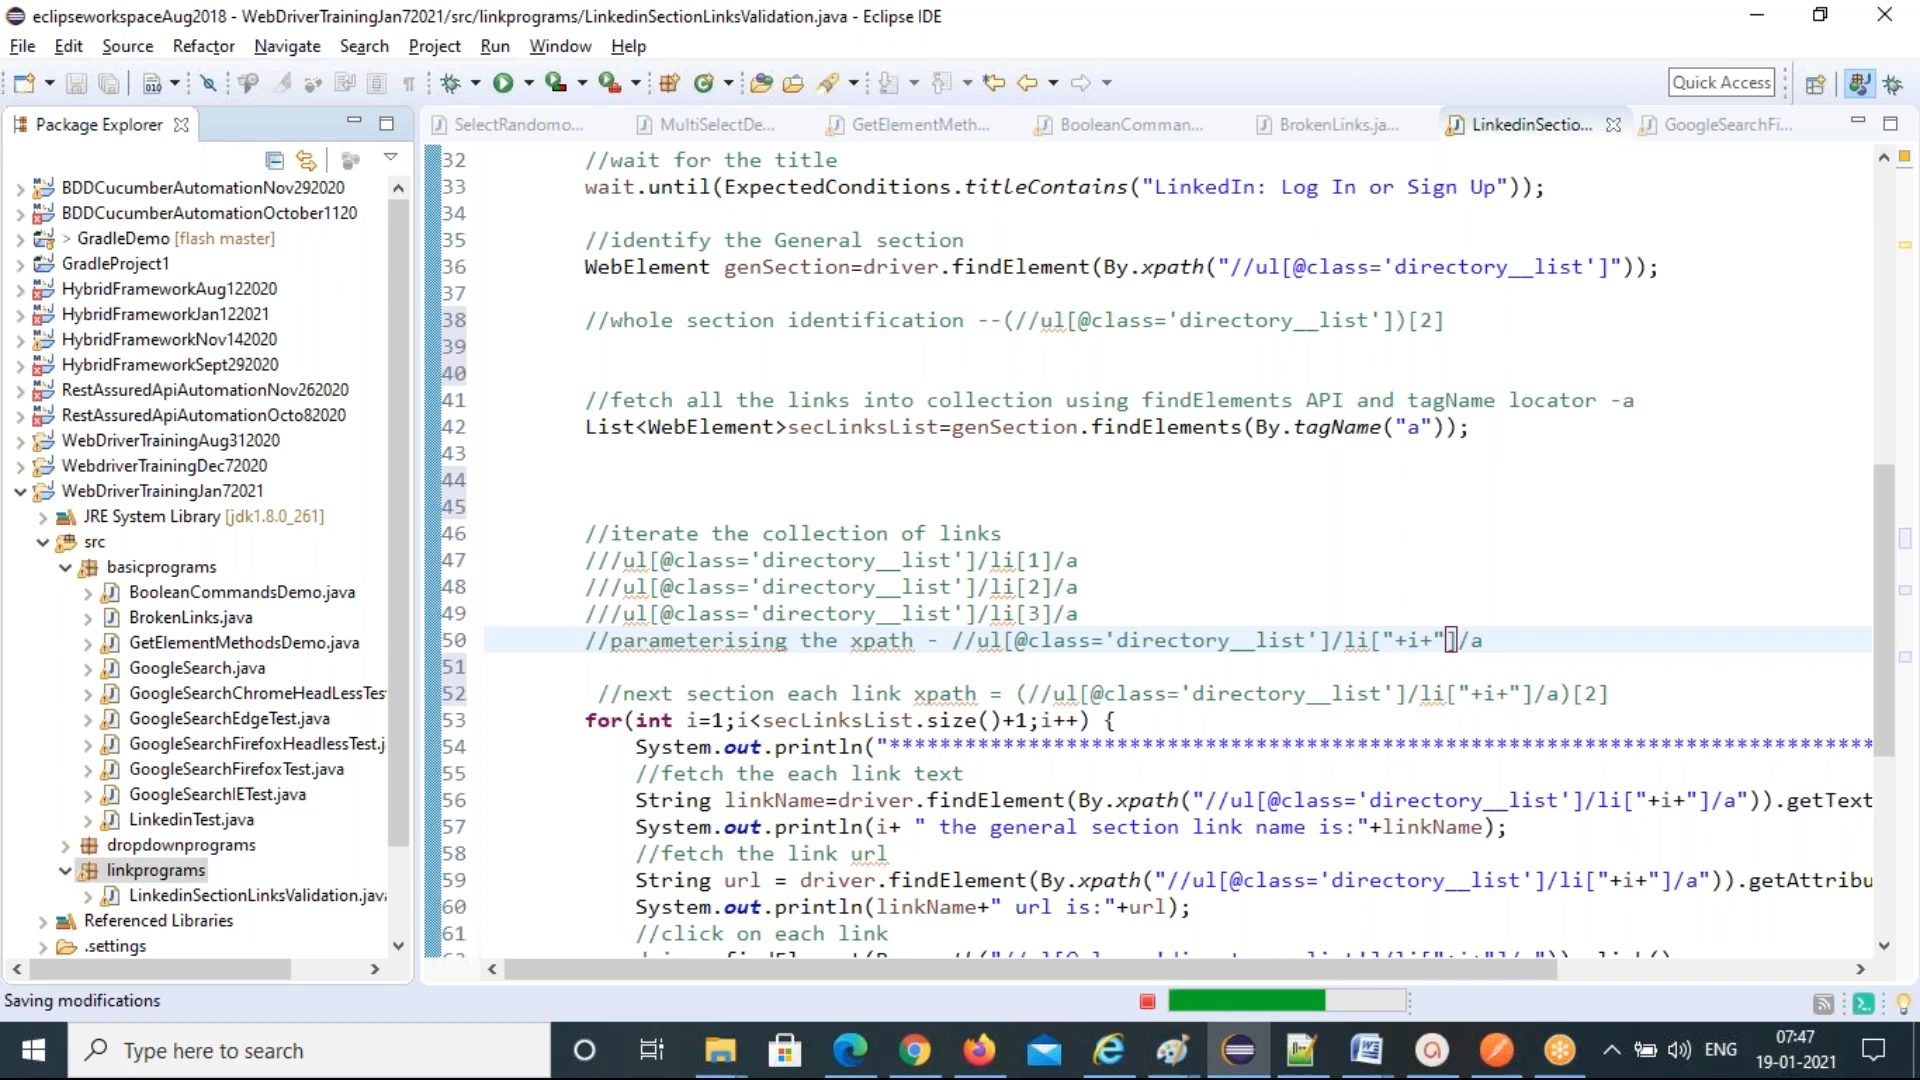 eclipseworkspaceAug2018 - WebDriverTrainingJan72021/src/linkprograms/LinkedinSectionLinksValidation.java - Eclipse IDE
File Edit Source Refactor Navigate Search Project Run Window Help
Quick Access
Package Explorer
SelectRandomo... MultiSelectDe... GetElementMeth... BooleanComman... BrokenLinks.ja... LinkedinSectio... GoogleSearchFi...
BDDCucumberAutomationNov292020
BDDCucumberAutomationOctober1120
> GradleDemo [flash master]
GradleProject1
HybridFrameworkAug122020
HybridFrameworkJan122021
HybridFrameworkNov142020
HybridFrameworkSept292020
RestAssuredApiAutomationNov262020
RestAssuredApiAutomationOcto82020
WebDriverTrainingAug312020
WebdriverTrainingDec72020
WebDriverTrainingJan72021
JRE System Library [jdk1.8.0_261]
src
basicprograms
BooleanCommandsDemo.java
BrokenLinks.java
GetElementMethodsDemo.java
GoogleSearch.java
GoogleSearchChromeHeadLessTes
GoogleSearchEdgeTest.java
GoogleSearchFirefoxHeadlessTest.j
GoogleSearchFirefoxTest.java
GoogleSearchIETest.java
LinkedinTest.java
dropdownprograms
linkprograms
LinkedinSectionLinksValidation.java
Referenced Libraries
.settings
32 //wait for the title
33 wait.until(ExpectedConditions.titleContains("LinkedIn: Log In or Sign Up"));
34
35 //identify the General section
36 WebElement genSection=driver.findElement(By.xpath("//ul[@class='directory__list']"));
37
38 //whole section identification --(//ul[@class='directory__list'])[2]
39
40
41 //fetch all the links into collection using findElements API and tagName locator -a
42 List<WebElement>secLinksList=genSection.findElements(By.tagName("a"));
43
44
45
46 //iterate the collection of links
47 ///ul[@class='directory__list']/li[1]/a
48 ///ul[@class='directory__list']/li[2]/a
49 ///ul[@class='directory__list']/li[3]/a
50 //parameterising the xpath - //ul[@class='directory__list']/li["+i+"]/a
51
52 //next section each link xpath = (//ul[@class='directory__list']/li["+i+"]/a)[2]
53 for(int i=1;i<secLinksList.size()+1;i++) {
54 System.out.println("******************************************************************************
55 //fetch the each link text
56 String linkName=driver.findElement(By.xpath("//ul[@class='directory__list']/li["+i+"]/a")).getText
57 System.out.println(i+ " the general section link name is:"+linkName);
58 //fetch the link url
59 String url = driver.findElement(By.xpath("//ul[@class='directory__list']/li["+i+"]/a")).getAttribu
60 System.out.println(linkName+" url is:"+url);
61 //click on each link
Saving modifications
Type here to search
ENG
07:47
19-01-2021